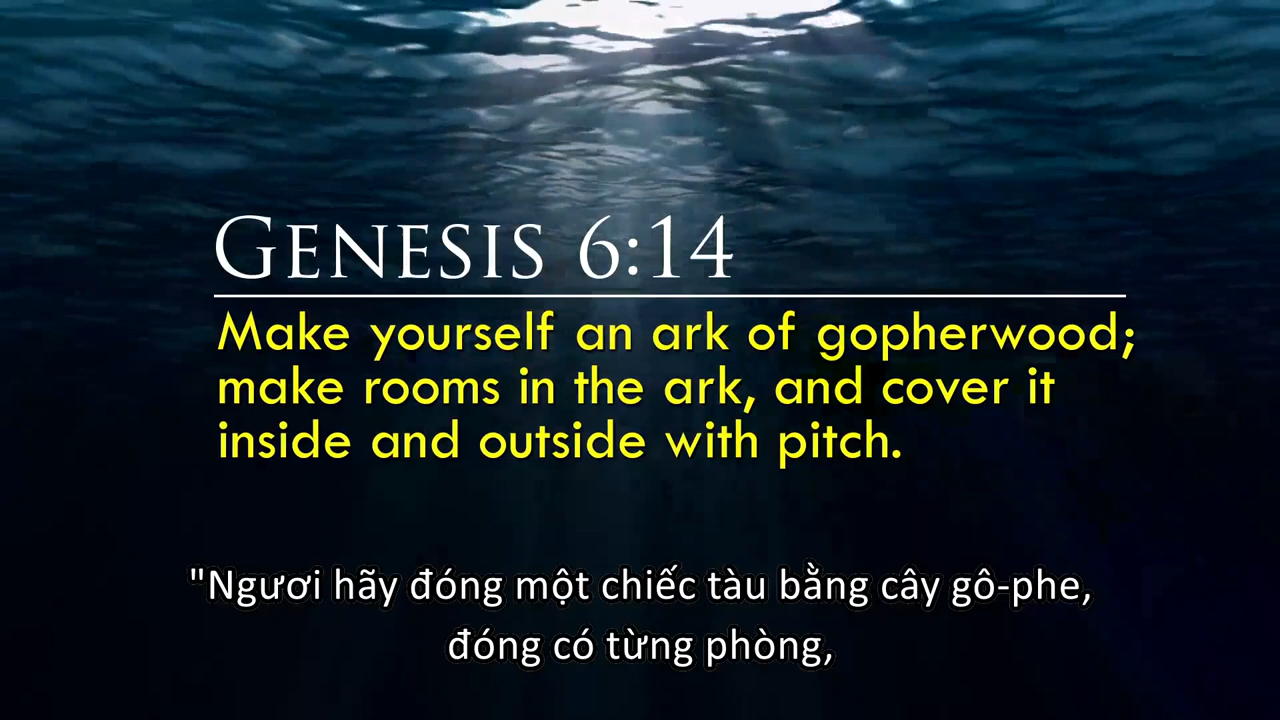 Genesis 6:14
Make yourself an ark of gopherwood;
make rooms in the ark, and cover it
inside and outside with pitch.
"Ngươi hãy đóng một chiếc tàu bằng cây gô-phe,
đóng có từng phòng,